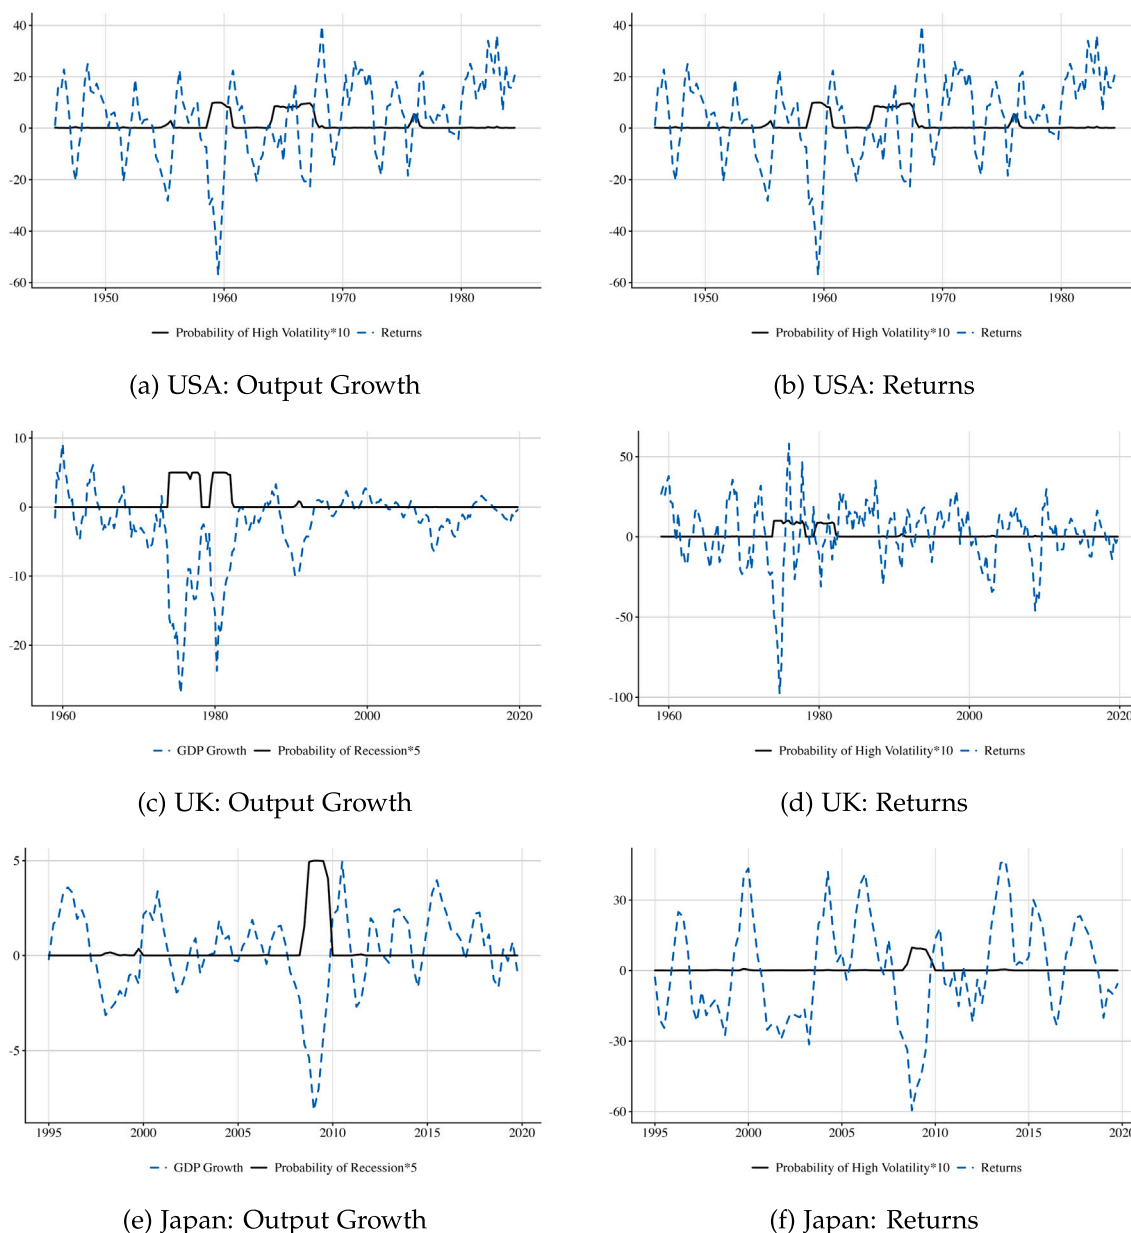 40
20
0
-20
-40
-60
1950 1960 1970 1980
Probability of High Volatility*10 Returns
(a) USA: Output Growth
40
20
0
-20
-40
-60
1950 1960 1970 1980
Probability of High Volatility*10 Returns
(b) USA: Returns
10
0
-10
-20
1960 1980 2000 2020
GDP Growth Probability of Recession*5
(c) UK: Output Growth
50
0
-50
-100
1960 1980 2000 2020
Probability of High Volatility*10 Returns
(d) UK: Returns
5
0
-5
1995 2000 2005 2010 2015 2020
GDP Growth Probability of Recession*5
(e) Japan: Output Growth
30
0
-30
-60
1995 2000 2005 2010 2015 2020
Probability of High Volatility*10 Returns
(f) Japan: Returns